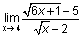 lim x→4 (√(6x+1) − 5)/(√x − 2)